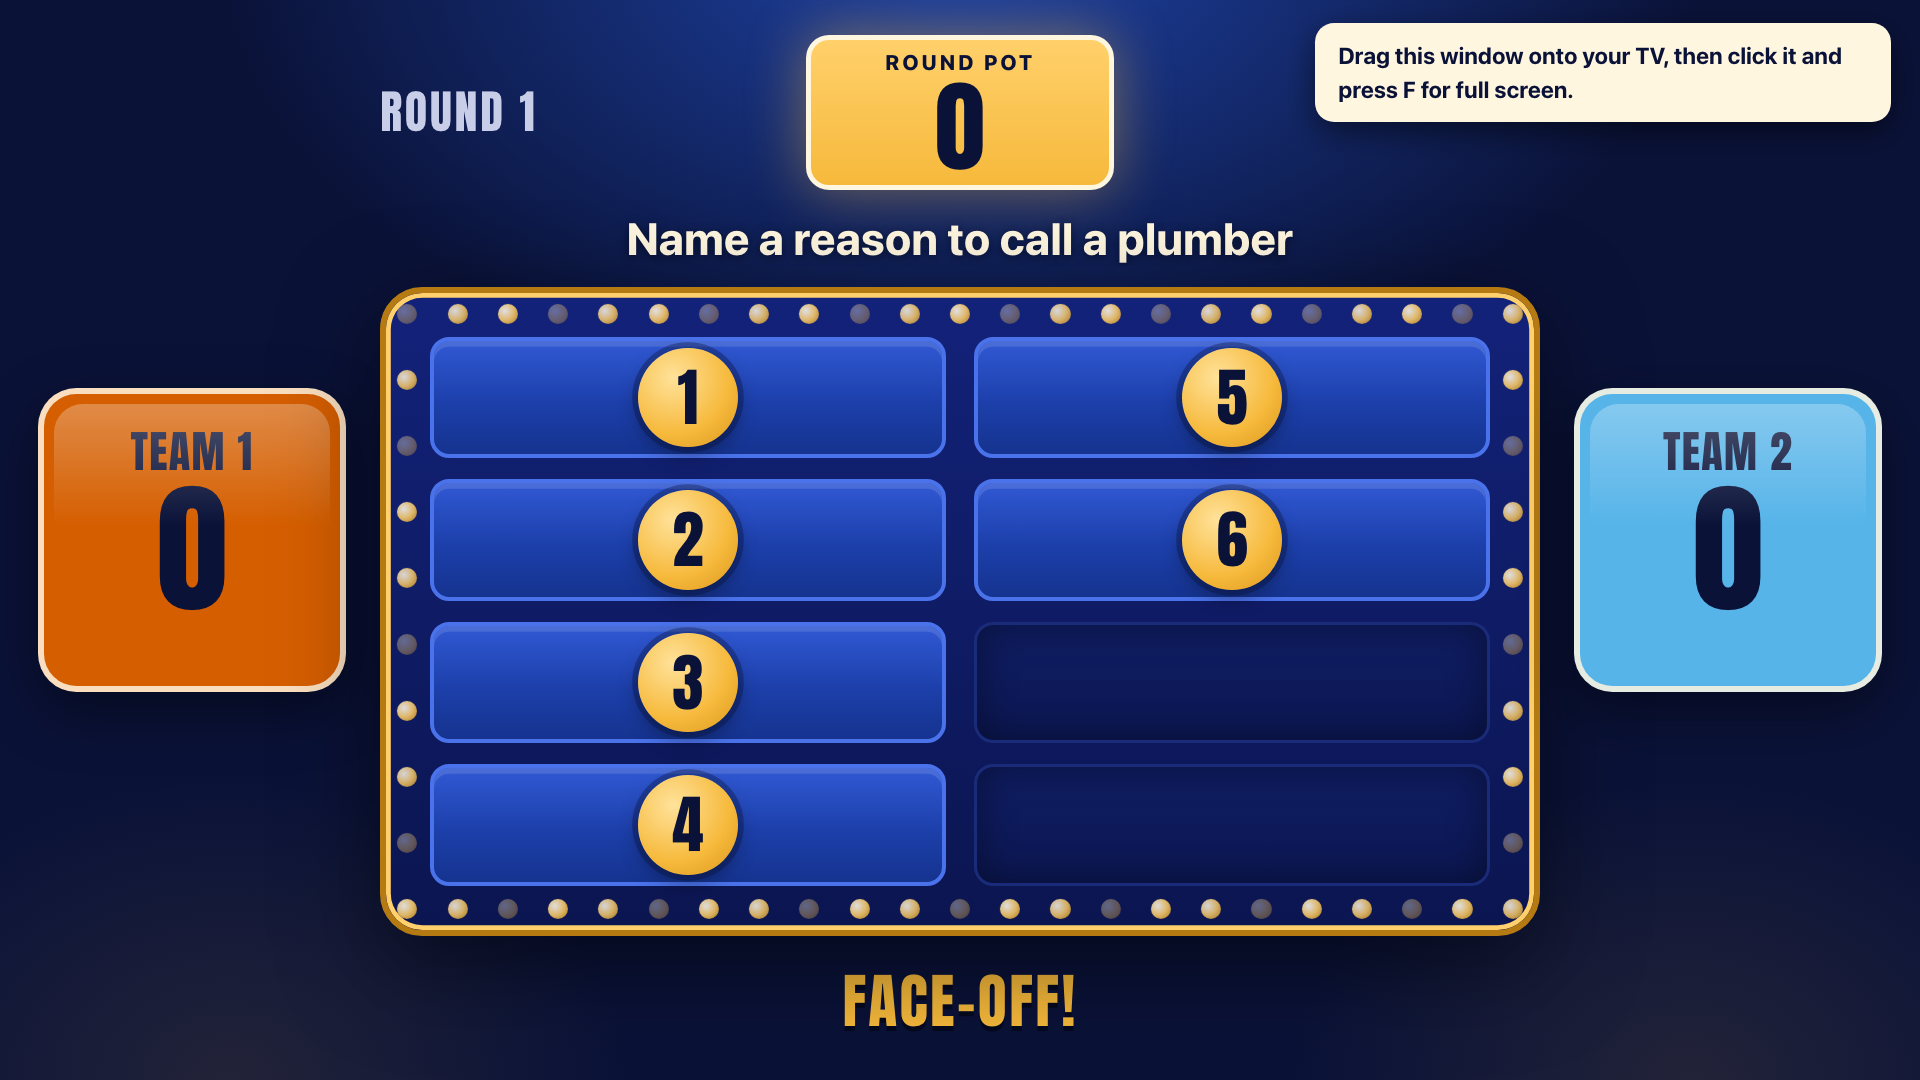 ROUND 1
ROUND POT
0
Drag this window onto your TV, then click it and
press F for full screen.
Name a reason to call a plumber
TEAM 1
0
1
2
3
4
5
6
TEAM 2
0
FACE-OFF!